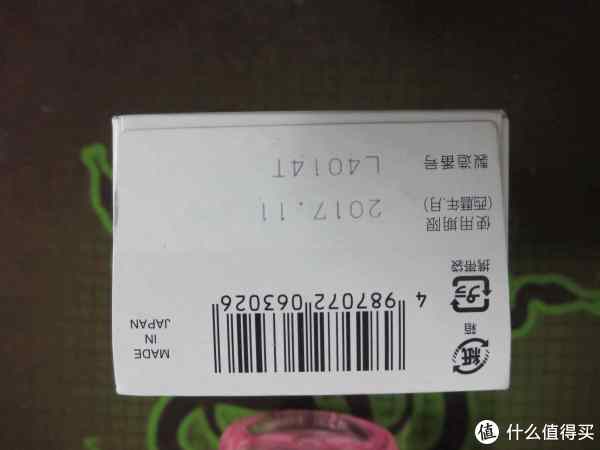 紙
箱
プラ
携帯袋
MADE
IN
JAPAN
4 987072 063026
使用期限
(西暦年.月)
2017.11
製造番号
L4014T
值 什么值得买